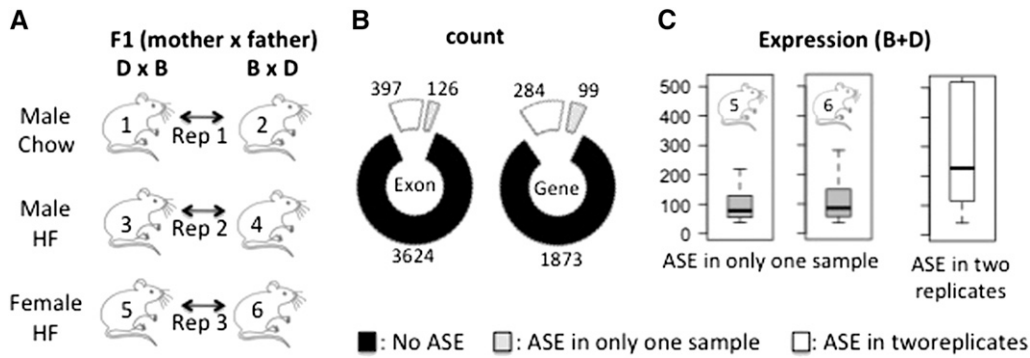 A
F1 (mother x father)
D x B
B x D
Male
Chow
1
Rep 1
2
Male
HF
3
Rep 2
4
Female
HF
5
Rep 3
6
B
count
397
126
Exon
3624
284
99
Gene
1873
C
Expression (B+D)
500
400
300
200
100
0
5
6
ASE in only one sample
ASE in two
replicates
: No ASE
: ASE in only one sample
: ASE in tworeplicates